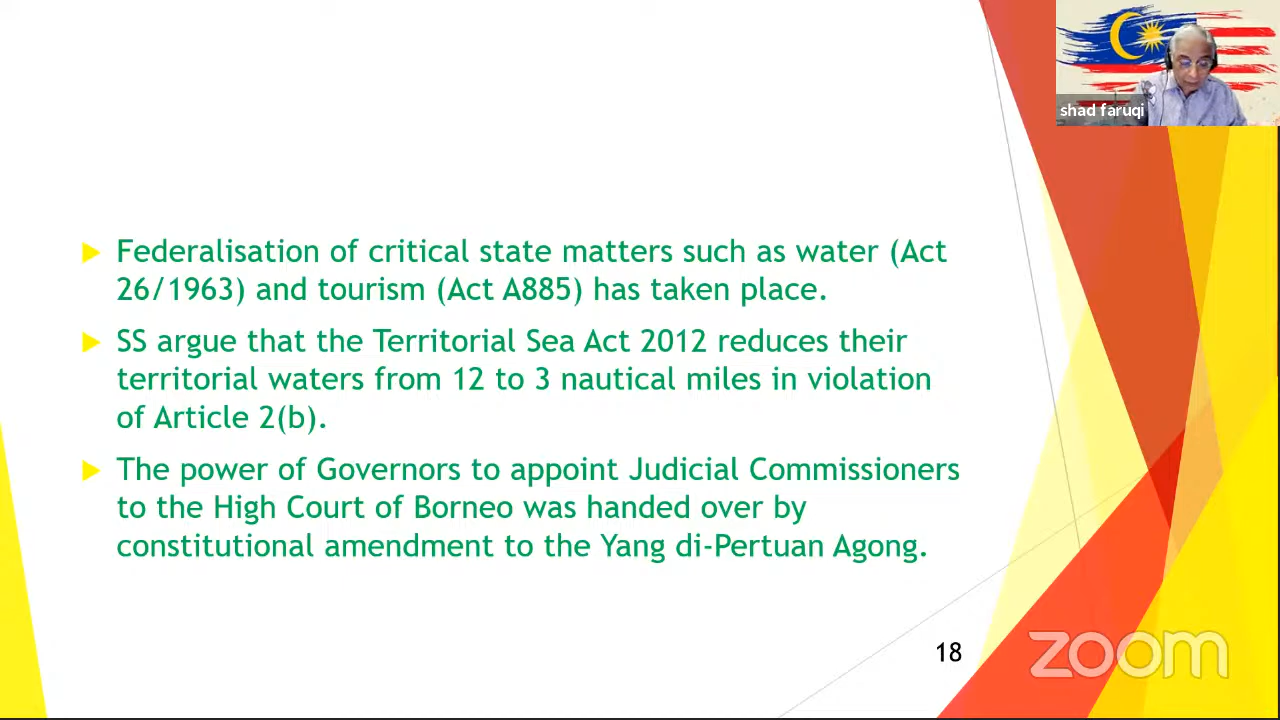 shad faruqi
Federalisation of critical state matters such as water (Act
26/1963) and tourism (Act A885) has taken place.
SS argue that the Territorial Sea Act 2012 reduces their
territorial waters from 12 to 3 nautical miles in violation
of Article 2(b).
The power of Governors to appoint Judicial Commissioners
to the High Court of Borneo was handed over by
constitutional amendment to the Yang di-Pertuan Agong.
18
zoom